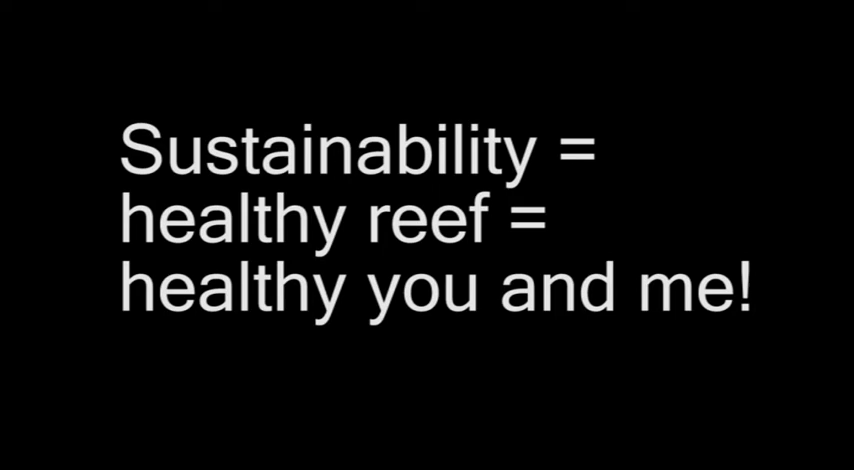 Sustainability =
healthy reef =
healthy you and me!